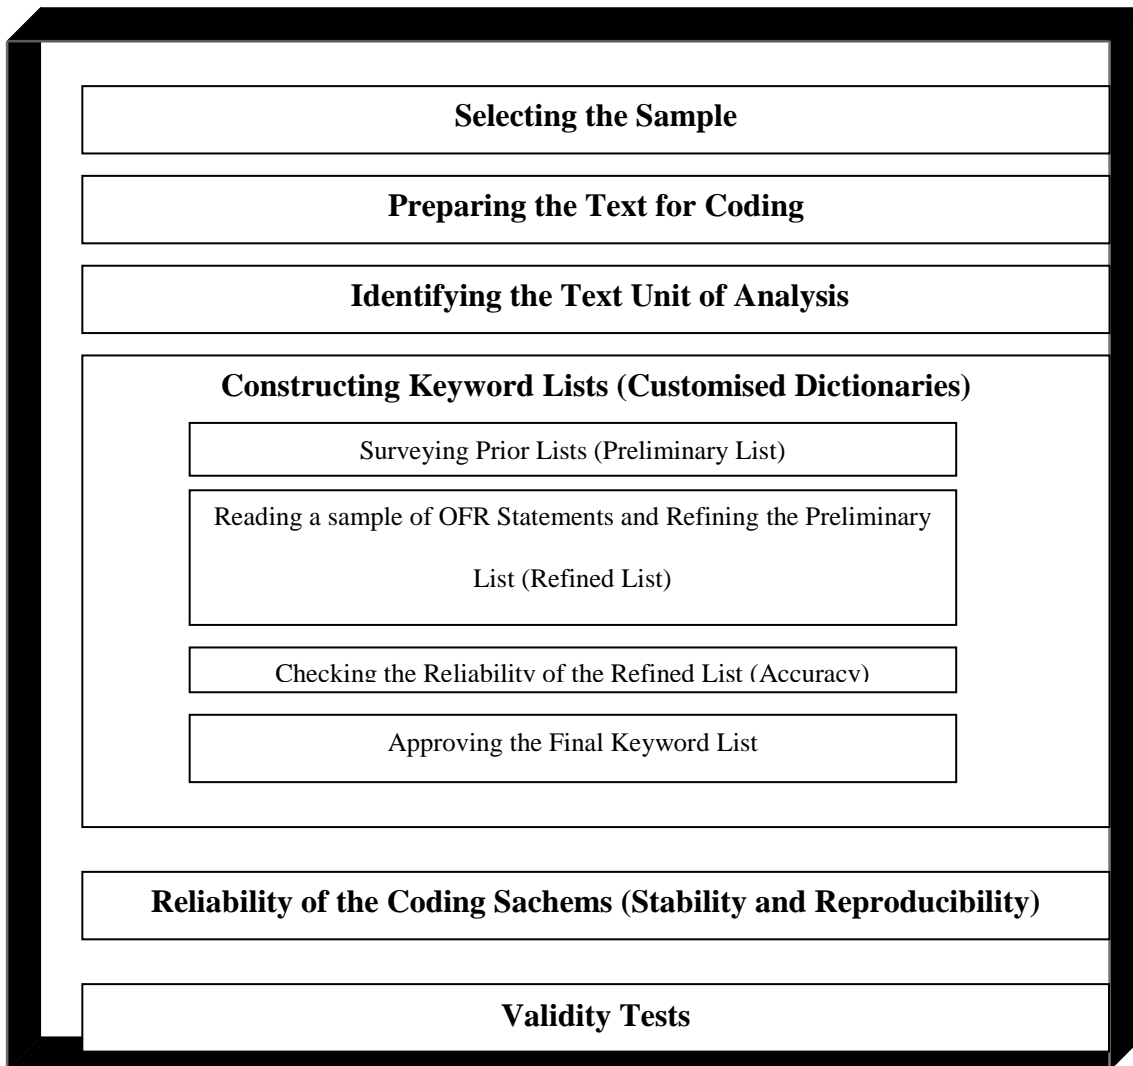 Selecting the Sample
Preparing the Text for Coding
Identifying the Text Unit of Analysis
Constructing Keyword Lists (Customised Dictionaries)
Surveying Prior Lists (Preliminary List)
Reading a sample of OFR Statements and Refining the Preliminary
List (Refined List)
Checking the Reliability of the Refined List (Accuracy)
Approving the Final Keyword List
Reliability of the Coding Sachems (Stability and Reproducibility)
Validity Tests